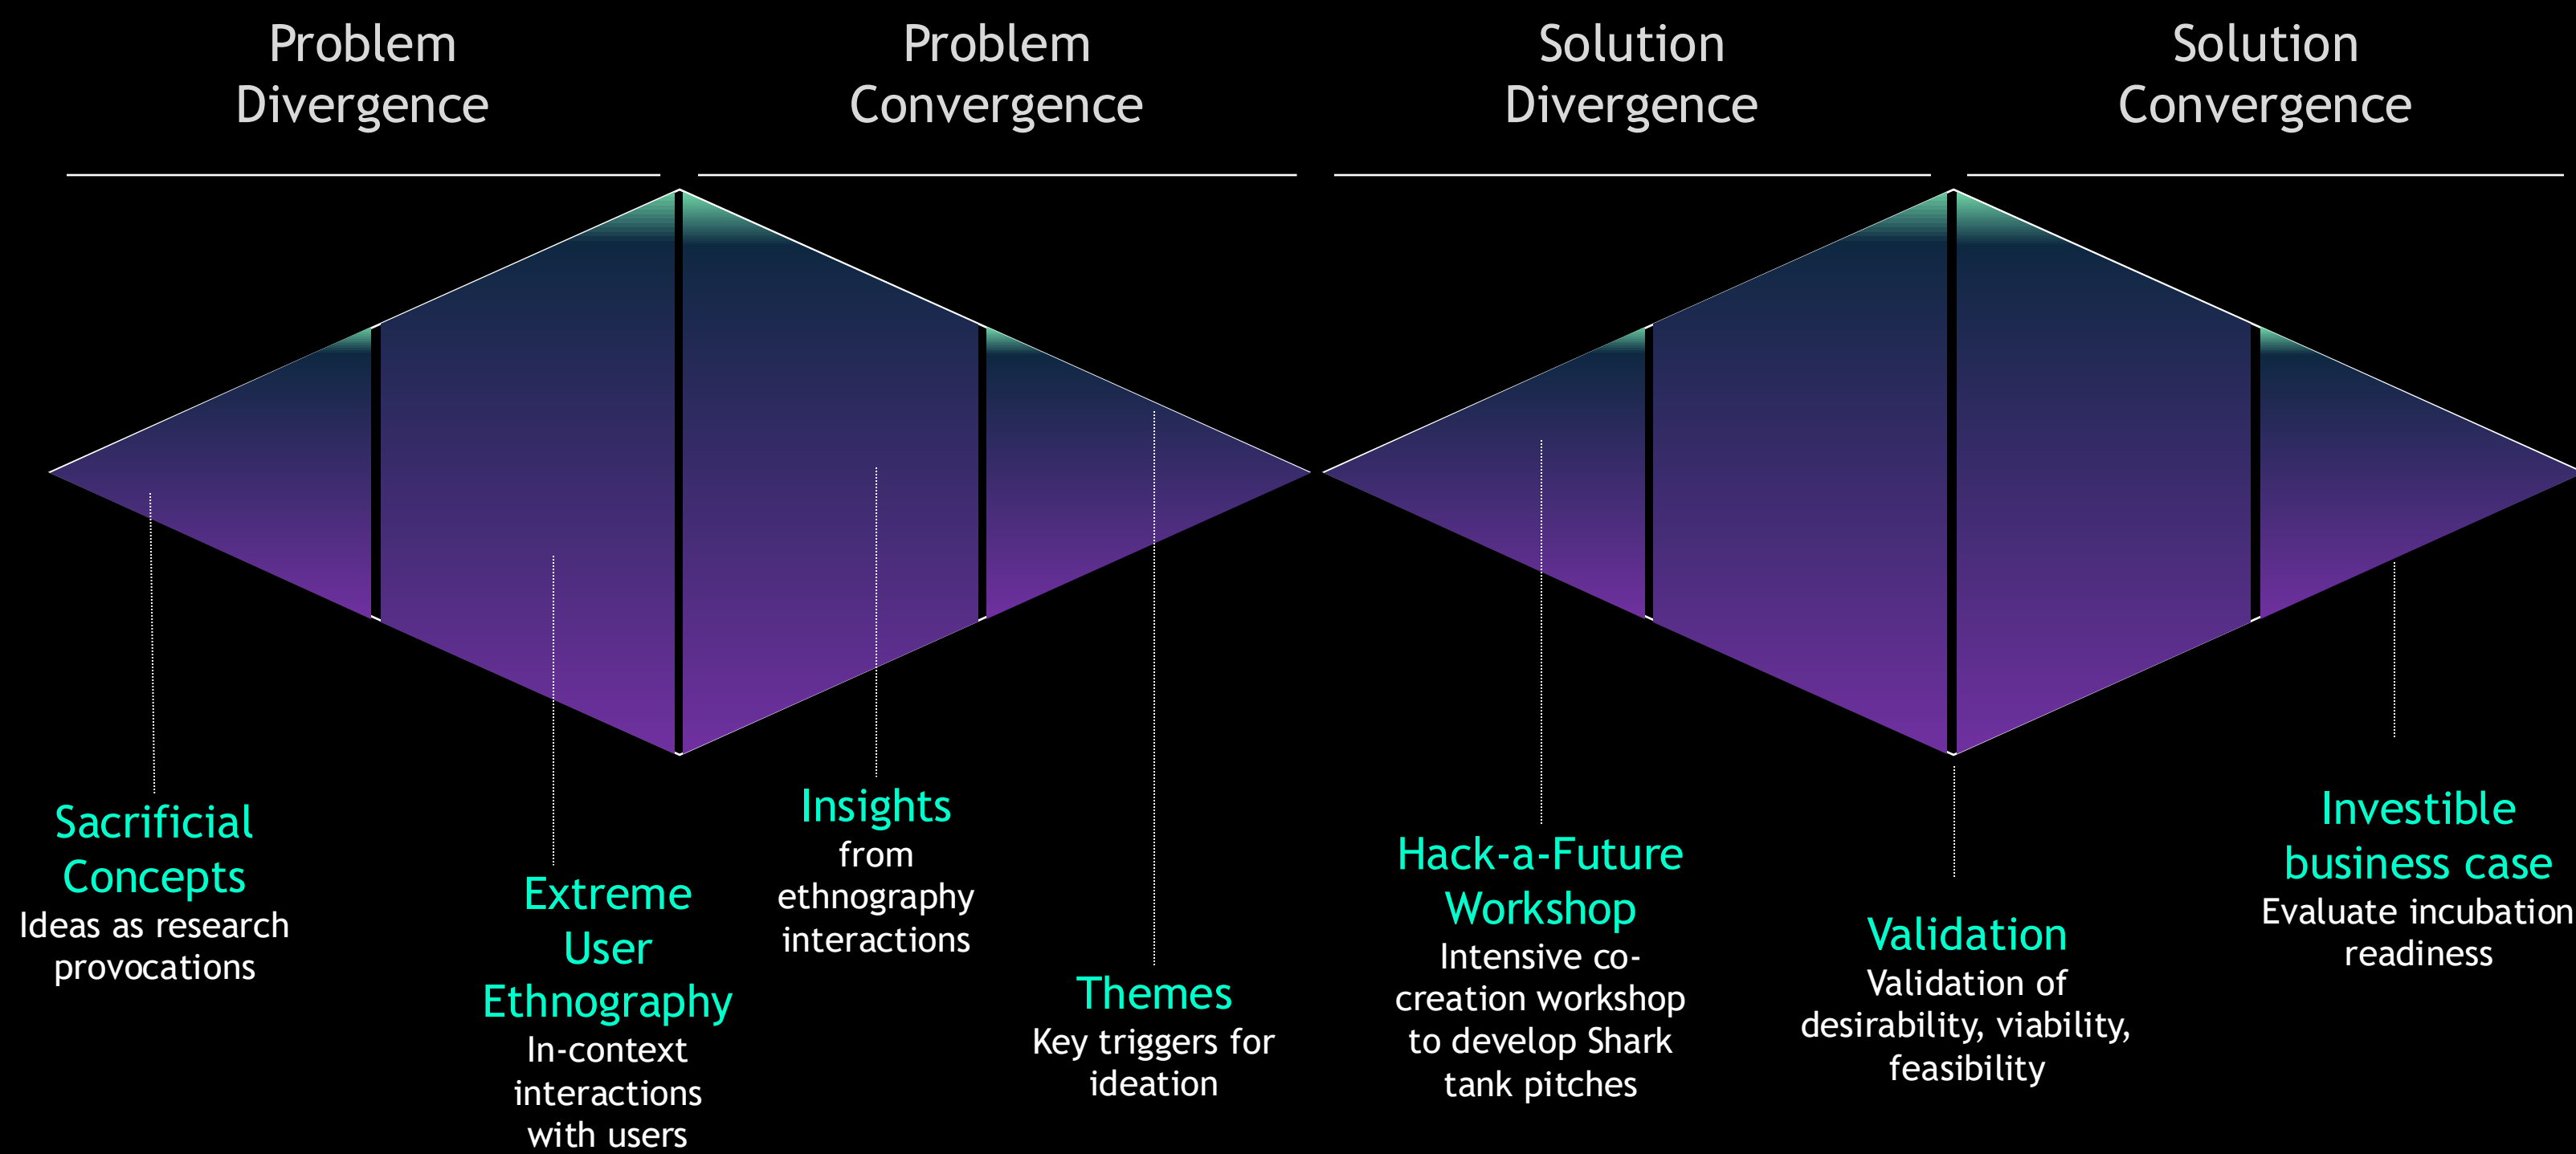 Problem
Divergence
Problem
Convergence
Solution
Divergence
Solution
Convergence
Sacrificial
Concepts
Ideas as research
provocations
Extreme
User
Ethnography
In-context
interactions
with users
Insights
from
ethnography
interactions
Themes
Key triggers for
ideation
Hack-a-Future
Workshop
Intensive co-
creation workshop
to develop Shark
tank pitches
Validation
Validation of
desirability, viability,
feasibility
Investible
business case
Evaluate incubation
readiness